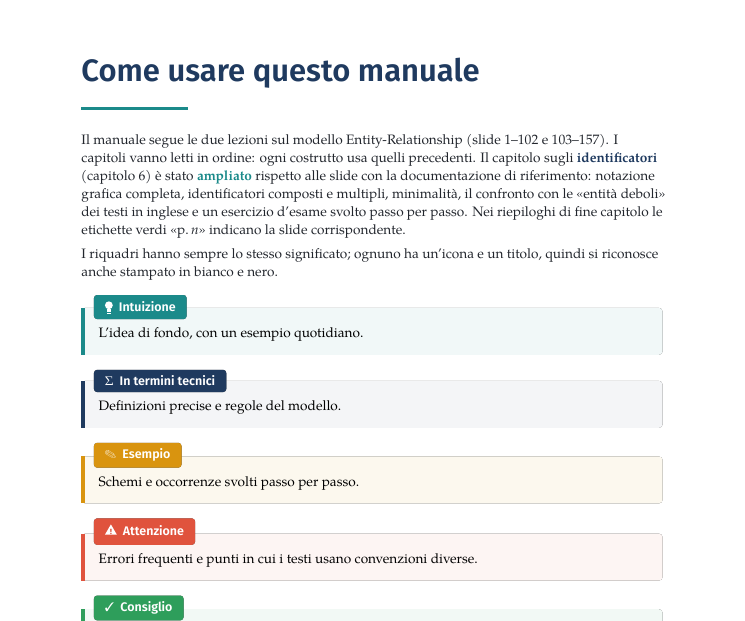 Come usare questo manuale
Il manuale segue le due lezioni sul modello Entity-Relationship (slide 1–102 e 103–157). I
capitoli vanno letti in ordine: ogni costrutto usa quelli precedenti. Il capitolo sugli identificatori
(capitolo 6) è stato ampliato rispetto alle slide con la documentazione di riferimento: notazione
grafica completa, identificatori composti e multipli, minimalità, il confronto con le «entità deboli»
dei testi in inglese e un esercizio d’esame svolto passo per passo. Nei riepiloghi di fine capitolo le
etichette verdi «p. n» indicano la slide corrispondente.
I riquadri hanno sempre lo stesso significato; ognuno ha un’icona e un titolo, quindi si riconosce
anche stampato in bianco e nero.
Intuizione
L’idea di fondo, con un esempio quotidiano.
Σ In termini tecnici
Definizioni precise e regole del modello.
✎ Esempio
Schemi e occorrenze svolti passo per passo.
Attenzione
Errori frequenti e punti in cui i testi usano convenzioni diverse.
✓ Consiglio